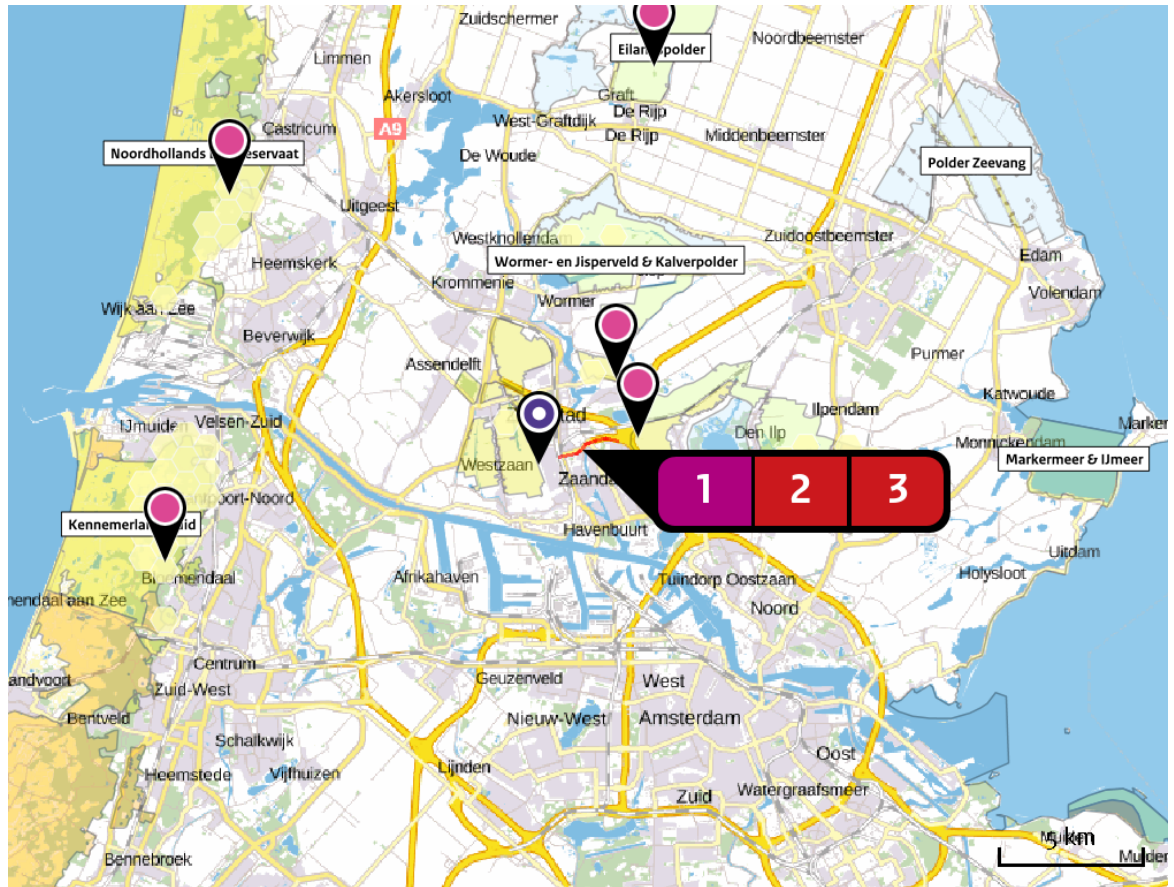 Zuidschermer
Noordbeemster
Limmen
Graft
Akersloot
De Rijp
A9
Castricum
West-Graftdijk
De Rijp
Middenbeemster
De Woude
Polder Zeevang
Uitgeest
Westknollendam
Zuidoostbeemster
Wormer- en Jisperveld & Kalverpolder
Edam
Heemskerk
Krommenie
Volendam
Wormer
Wijk aan Zee
Beverwijk
Assendelft
Purmer
Katwoude
Ilpendam
IJmuiden
Velsen-Zuid
Den Ilp
Monnickendam
Markermeer & IJmeer
Westzaan
1
2
3
Havenbuurt
Afrikahaven
Tuindorp Oostzaan
Uitdam
Holysloot
Noord
Centrum
Geuzenveld
West
Zuid-West
Bentveld
Nieuw-West
Amsterdam
Schalkwijk
Oost
Heemstede
Vijfhuizen
Lijnden
Zuid
Watergraafsmeer
5 km
Bennebroek